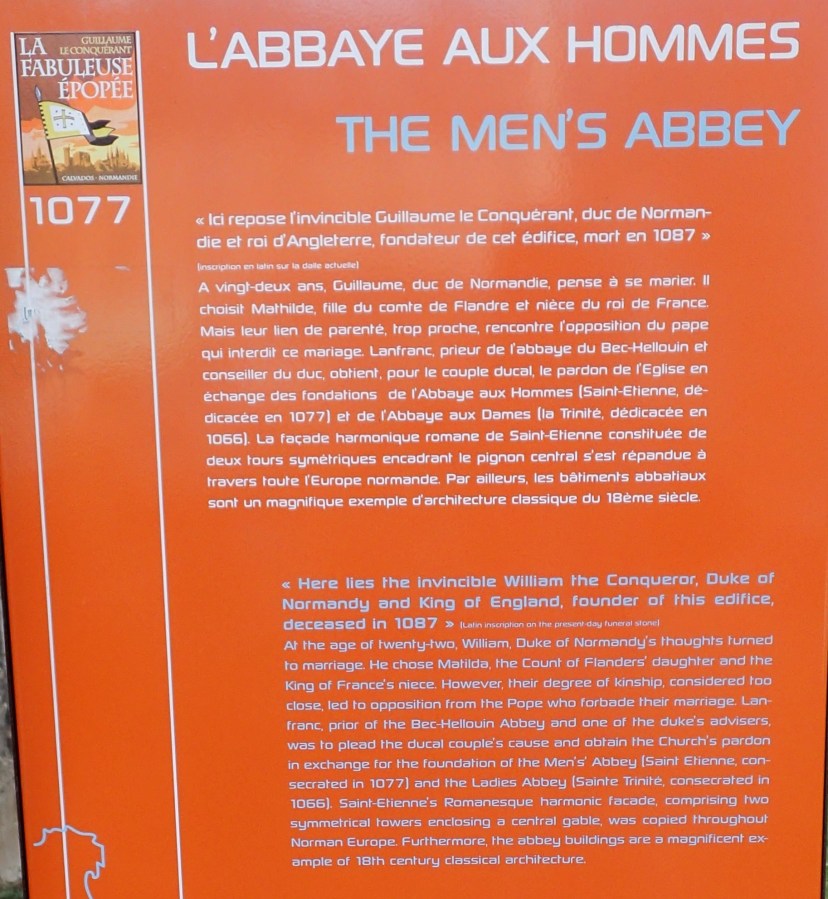 GUILLAUME
LE CONQUÉRANT
LA
FABULEUSE
ÉPOPÉE
CALVADOS - NORMANDIE
1077
L'ABBAYE AUX HOMMES
THE MEN'S ABBEY
« Ici repose l'invincible Guillaume le Conquérant, duc de Norman-
die et roi d'Angleterre, fondateur de cet édifice, mort en 1087 »
(inscription en latin sur la dalle actuelle)
A vingt-deux ans, Guillaume, duc de Normandie, pense à se marier. Il
choisit Mathilde, fille du comte de Flandre et nièce du roi de France.
Mais leur lien de parenté, trop proche, rencontre l'opposition du pape
qui interdit ce mariage. Lanfranc, prieur de l'abbaye du Bec-Hellouin et
conseiller du duc, obtient, pour le couple ducal, le pardon de l'Eglise en
échange des fondations de l'Abbaye aux Hommes (Saint-Etienne, dé-
dicacée en 1077) et de l'Abbaye aux Dames (la Trinité, dédicacée en
1066). La façade harmonique romane de Saint-Etienne constituée de
deux tours symétriques encadrant le pignon central s'est répandue à
travers toute l'Europe normande. Par ailleurs, les bâtiments abbatiaux
sont un magnifique exemple d'architecture classique du 18ème siècle.
« Here lies the invincible William the Conqueror, Duke of
Normandy and King of England, founder of this edifice,
deceased in 1087 » (Latin inscription on the present-day funeral stone)
At the age of twenty-two, William, Duke of Normandy's thoughts turned
to marriage. He chose Matilda, the Count of Flanders' daughter and the
King of France's niece. However, their degree of kinship, considered too
close, led to opposition from the Pope who forbade their marriage. Lan-
franc, prior of the Bec-Hellouin Abbey and one of the duke's advisers,
was to plead the ducal couple's cause and obtain the Church's pardon
in exchange for the foundation of the Men's' Abbey (Saint Etienne, con-
secrated in 1077) and the Ladies Abbey (Sainte Trinité, consecrated in
1066). Saint-Etienne's Romanesque harmonic facade, comprising two
symmetrical towers enclosing a central gable, was copied throughout
Norman Europe. Furthermore, the abbey buildings are a magnificent ex-
ample of 18th century classical architecture.